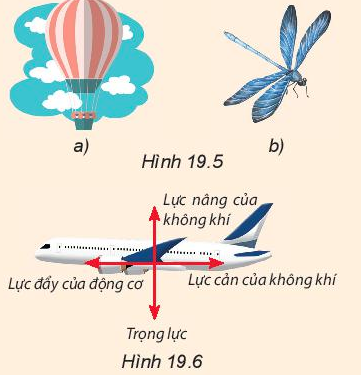 a)
b)
Hình 19.5
Lực nâng của
không khí
Lực đẩy của động cơ
Lực cản của không khí
Trọng lực
Hình 19.6